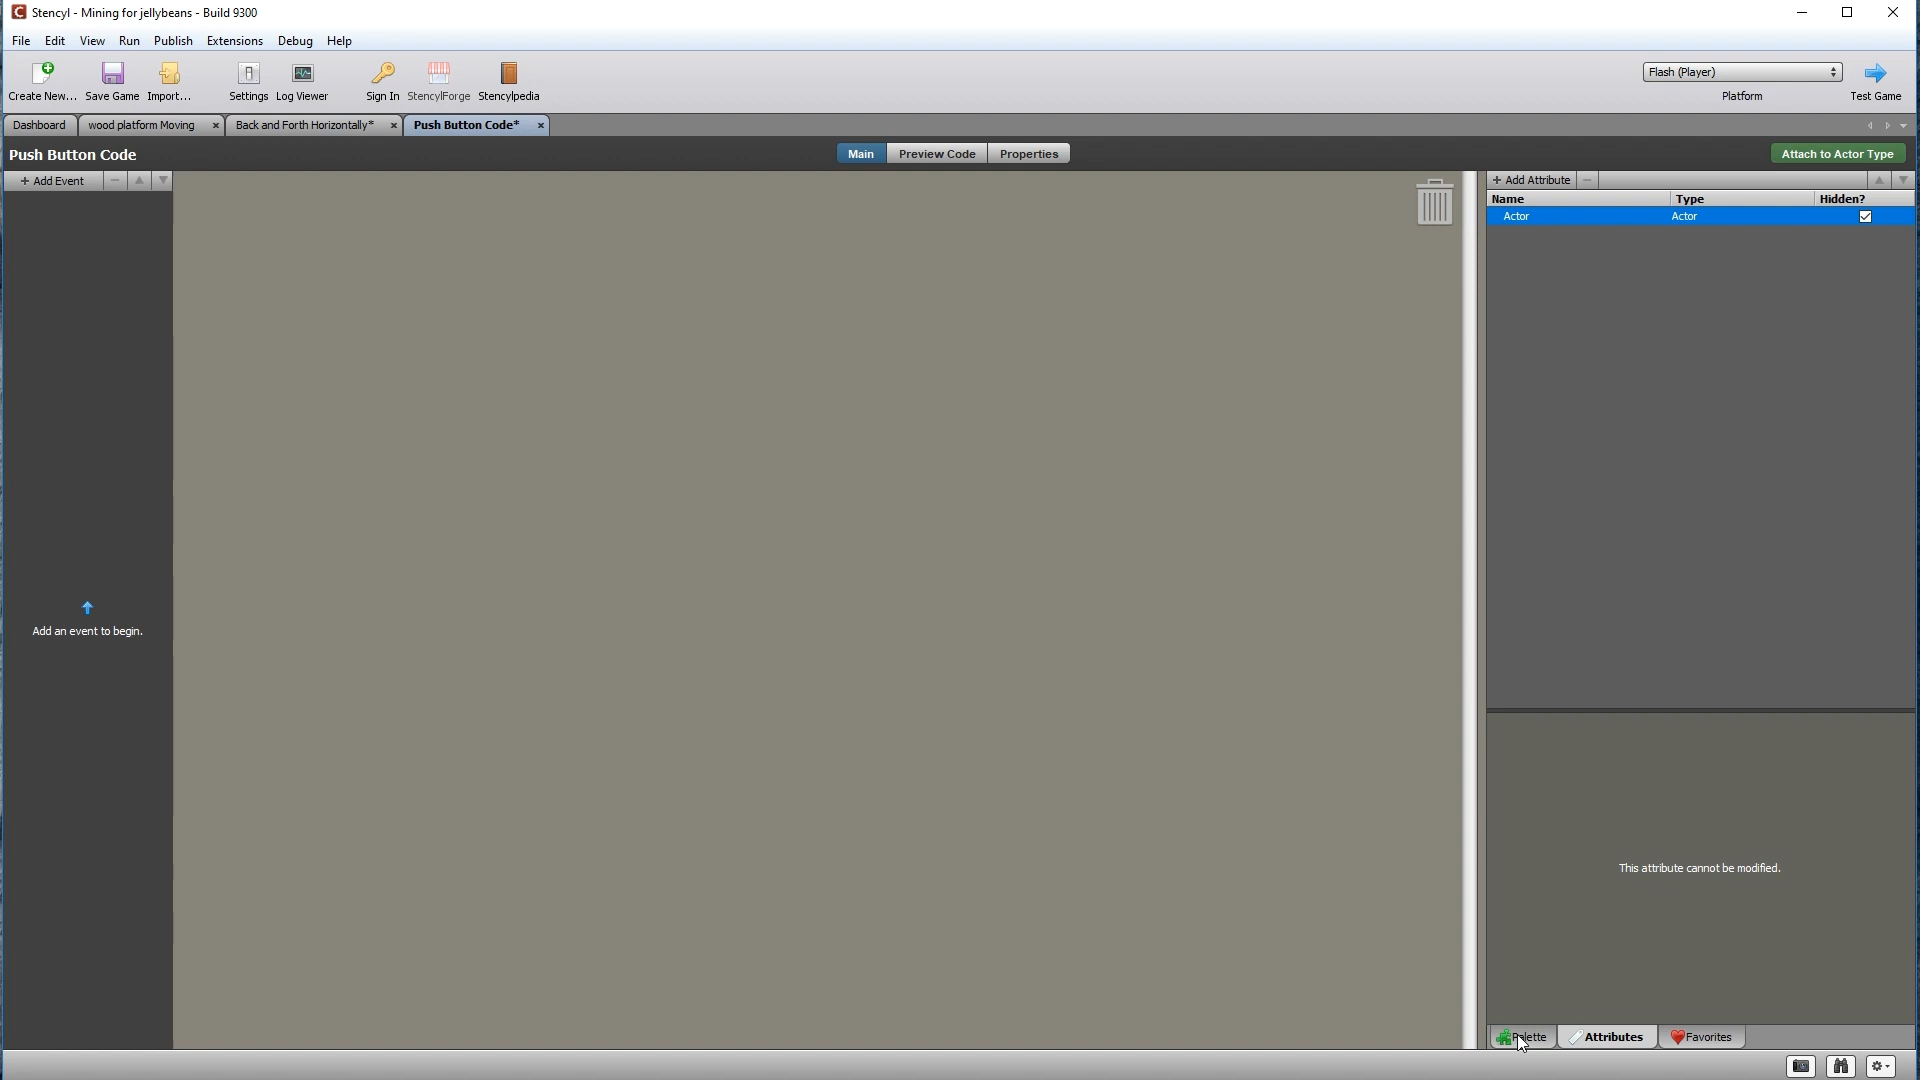 Stencyl - Mining for jellybeans - Build 9300
File Edit View Run Publish Extensions Debug Help
Create New... Save Game Import... Settings Log Viewer Sign In StencylForge Stencylpedia
Flash (Player)
Platform
Test Game
Dashboard wood platform Moving Back and Forth Horizontally* Push Button Code*
Push Button Code Main Preview Code Properties Attach to Actor Type
+ Add Event
+ Add Attribute
Name Type Hidden?
Actor Actor
Add an event to begin.
This attribute cannot be modified.
Attributes Favorites